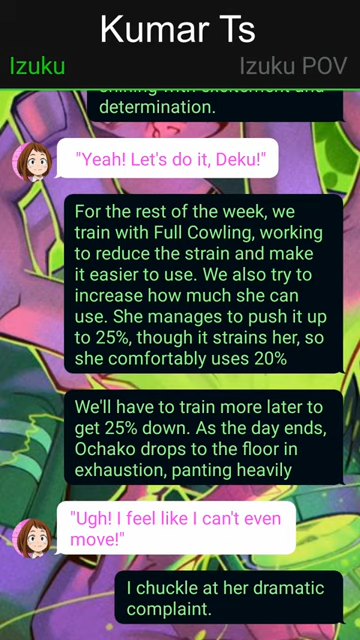 Kumar Ts
Izuku
Izuku POV
shining with excitement and
determination.
"Yeah! Let's do it, Deku!"
For the rest of the week, we
train with Full Cowling, working
to reduce the strain and make
it easier to use. We also try to
increase how much she can
use. She manages to push it up
to 25%, though it strains her, so
she comfortably uses 20%
We'll have to train more later to
get 25% down. As the day ends,
Ochako drops to the floor in
exhaustion, panting heavily
"Ugh! I feel like I can't even
move!"
I chuckle at her dramatic
complaint.